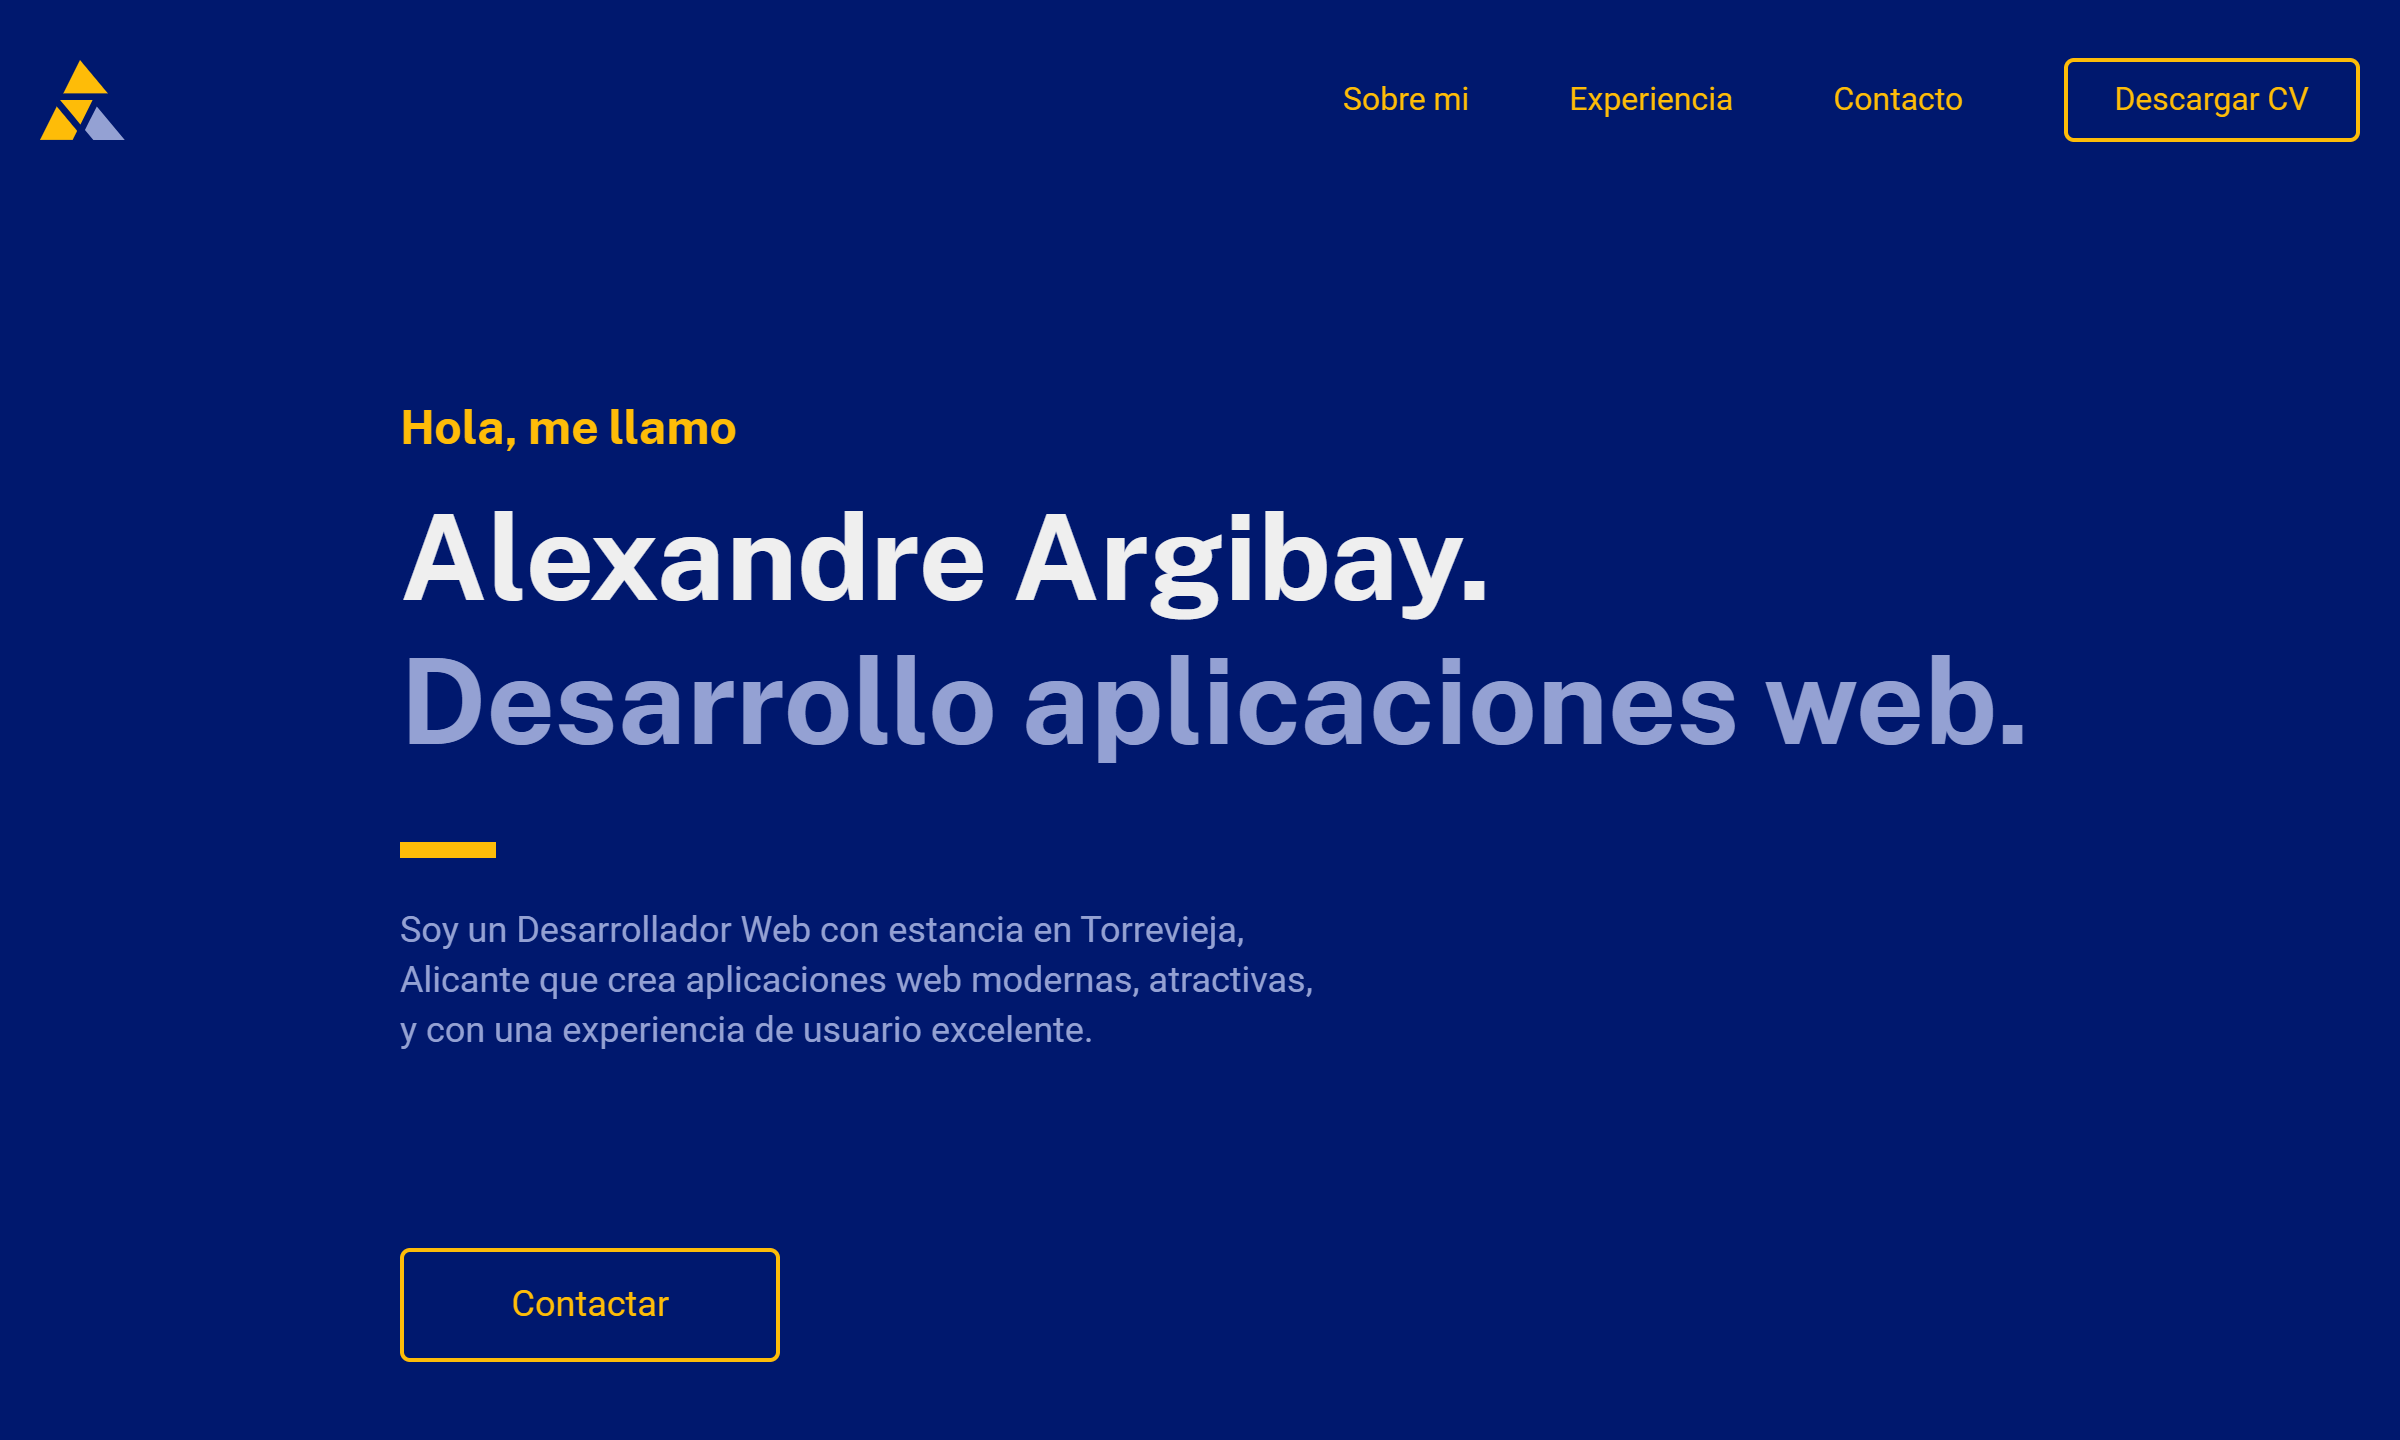 Sobre mi
Experiencia
Contacto
Descargar CV
Hola, me llamo
Alexandre Argibay.
Desarrollo aplicaciones web.
Soy un Desarrollador Web con estancia en Torrevieja,
Alicante que crea aplicaciones web modernas, atractivas,
y con una experiencia de usuario excelente.
Contactar